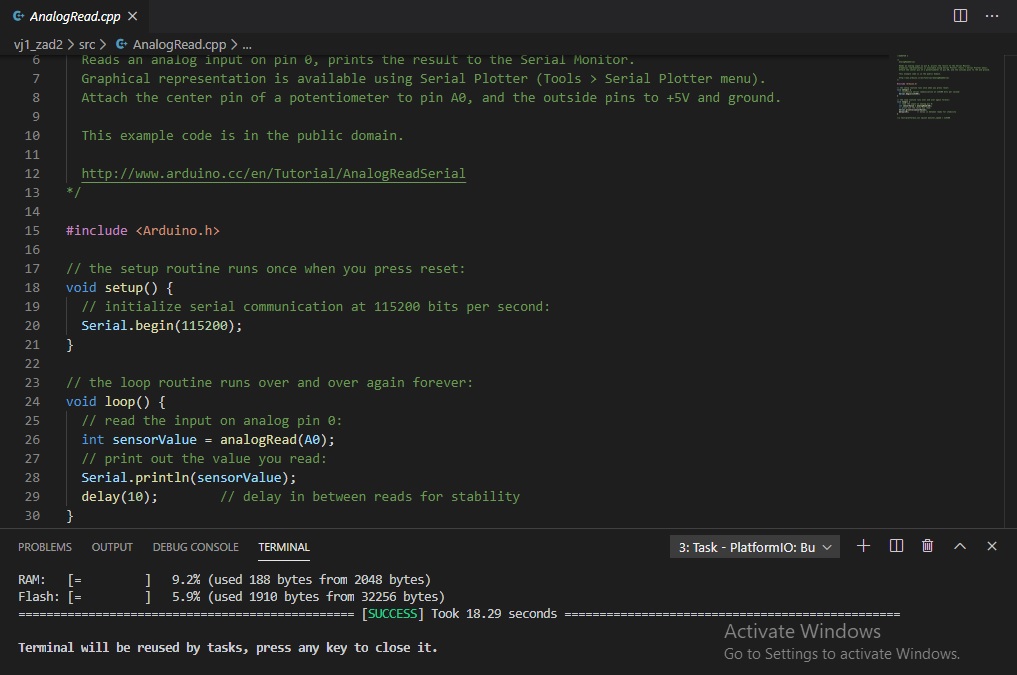 AnalogRead.cpp
vj1_zad2 > src > AnalogRead.cpp > ...
6 Reads an analog input on pin 0, prints the result to the Serial Monitor.
7 Graphical representation is available using Serial Plotter (Tools > Serial Plotter menu).
8 Attach the center pin of a potentiometer to pin A0, and the outside pins to +5V and ground.
9
10 This example code is in the public domain.
11
12 http://www.arduino.cc/en/Tutorial/AnalogReadSerial
13 */
14
15 #include <Arduino.h>
16
17 // the setup routine runs once when you press reset:
18 void setup() {
19 // initialize serial communication at 115200 bits per second:
20 Serial.begin(115200);
21 }
22
23 // the loop routine runs over and over again forever:
24 void loop() {
25 // read the input on analog pin 0:
26 int sensorValue = analogRead(A0);
27 // print out the value you read:
28 Serial.println(sensorValue);
29 delay(10); // delay in between reads for stability
30 }
PROBLEMS OUTPUT DEBUG CONSOLE TERMINAL 3: Task - PlatformIO: Bu
RAM: [= ] 9.2% (used 188 bytes from 2048 bytes)
Flash: [= ] 5.9% (used 1910 bytes from 32256 bytes)
============================================ [SUCCESS] Took 18.29 seconds ============================================
Terminal will be reused by tasks, press any key to close it.
Activate Windows
Go to Settings to activate Windows.